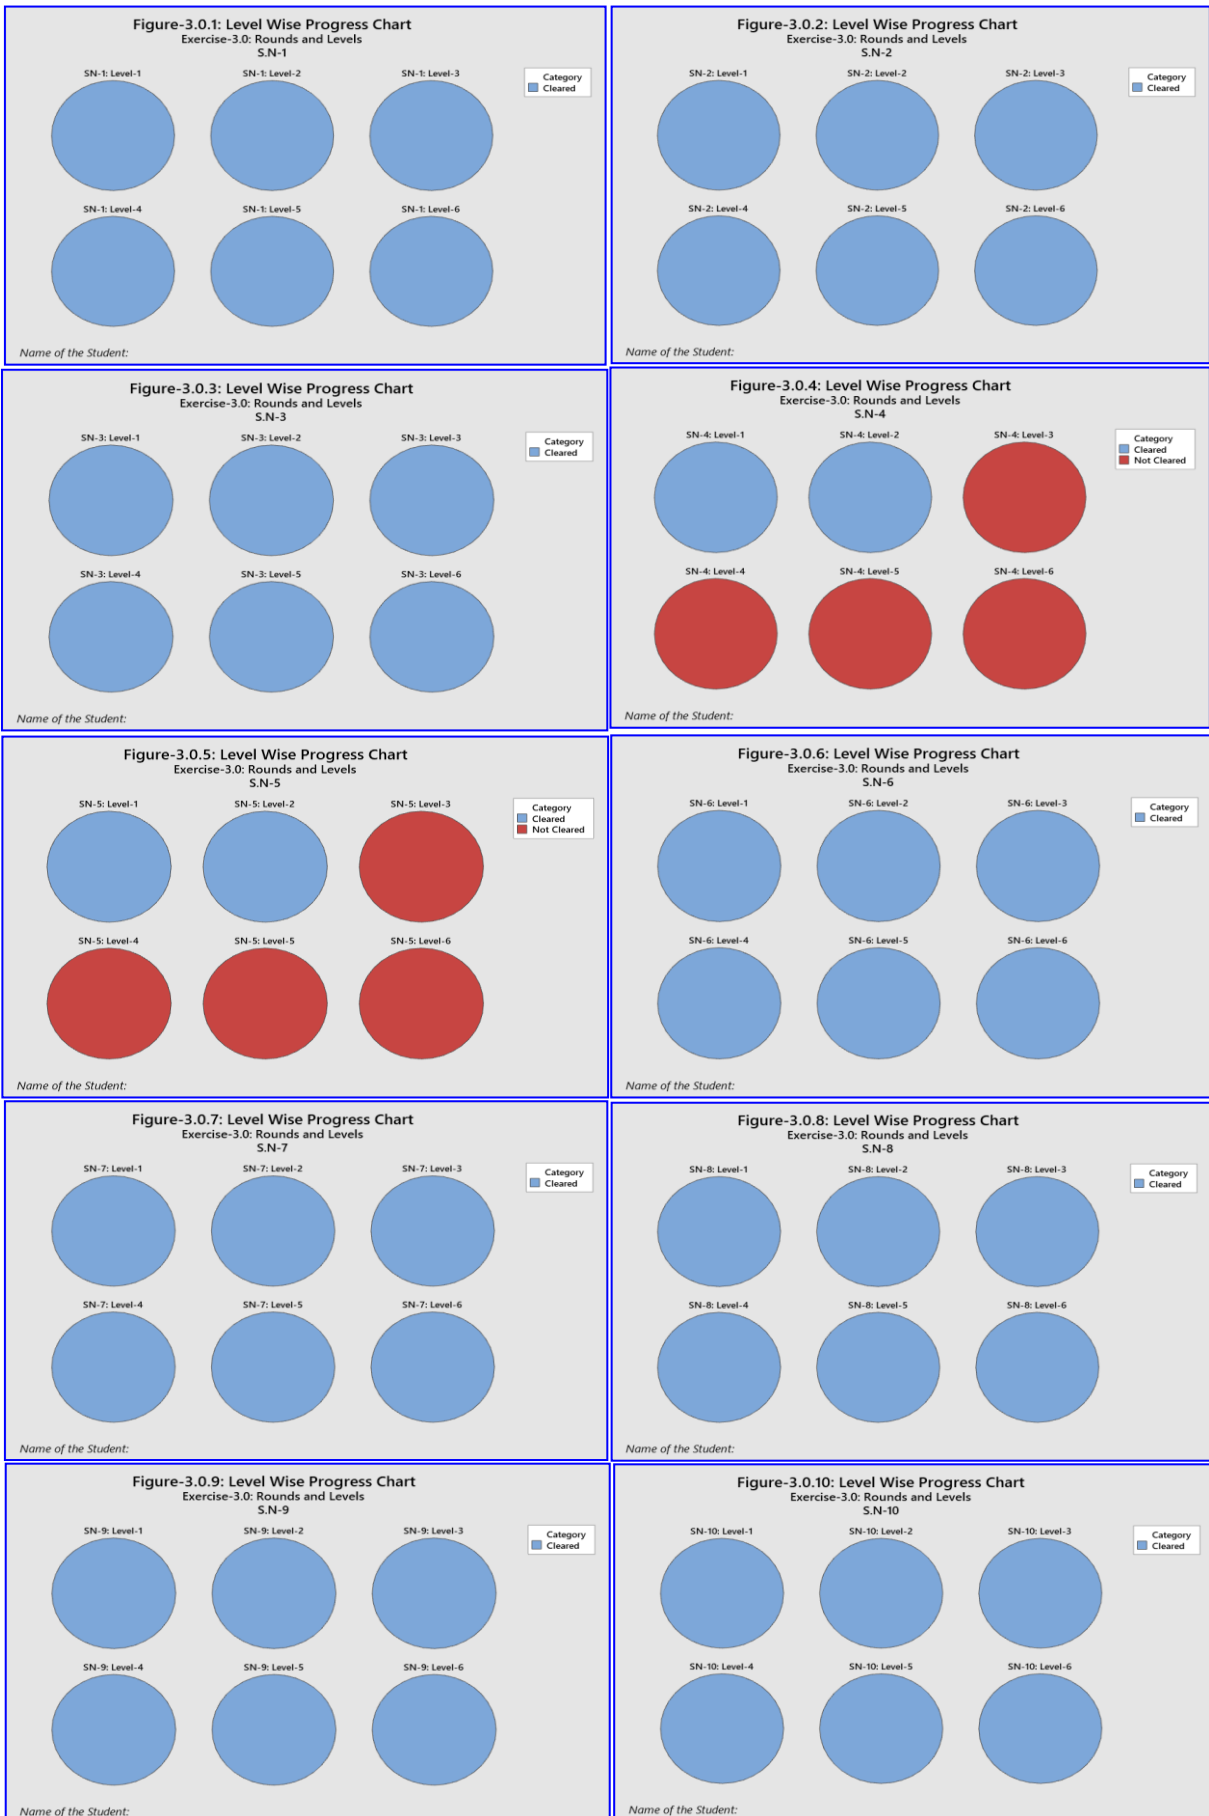 Figure-3.0.1: Level Wise Progress Chart
Exercise-3.0: Rounds and Levels
S.N-1
SN-1: Level-1 SN-1: Level-2 SN-1: Level-3
Category
Cleared
SN-1: Level-4 SN-1: Level-5 SN-1: Level-6
Name of the Student:
Figure-3.0.2: Level Wise Progress Chart
Exercise-3.0: Rounds and Levels
S.N-2
SN-2: Level-1 SN-2: Level-2 SN-2: Level-3
Category
Cleared
SN-2: Level-4 SN-2: Level-5 SN-2: Level-6
Name of the Student:
Figure-3.0.3: Level Wise Progress Chart
Exercise-3.0: Rounds and Levels
S.N-3
SN-3: Level-1 SN-3: Level-2 SN-3: Level-3
Category
Cleared
SN-3: Level-4 SN-3: Level-5 SN-3: Level-6
Name of the Student:
Figure-3.0.4: Level Wise Progress Chart
Exercise-3.0: Rounds and Levels
S.N-4
SN-4: Level-1 SN-4: Level-2 SN-4: Level-3
Category
Cleared
Not Cleared
SN-4: Level-4 SN-4: Level-5 SN-4: Level-6
Name of the Student:
Figure-3.0.5: Level Wise Progress Chart
Exercise-3.0: Rounds and Levels
S.N-5
SN-5: Level-1 SN-5: Level-2 SN-5: Level-3
Category
Cleared
Not Cleared
SN-5: Level-4 SN-5: Level-5 SN-5: Level-6
Name of the Student:
Figure-3.0.6: Level Wise Progress Chart
Exercise-3.0: Rounds and Levels
S.N-6
SN-6: Level-1 SN-6: Level-2 SN-6: Level-3
Category
Cleared
SN-6: Level-4 SN-6: Level-5 SN-6: Level-6
Name of the Student:
Figure-3.0.7: Level Wise Progress Chart
Exercise-3.0: Rounds and Levels
S.N-7
SN-7: Level-1 SN-7: Level-2 SN-7: Level-3
Category
Cleared
SN-7: Level-4 SN-7: Level-5 SN-7: Level-6
Name of the Student:
Figure-3.0.8: Level Wise Progress Chart
Exercise-3.0: Rounds and Levels
S.N-8
SN-8: Level-1 SN-8: Level-2 SN-8: Level-3
Category
Cleared
SN-8: Level-4 SN-8: Level-5 SN-8: Level-6
Name of the Student:
Figure-3.0.9: Level Wise Progress Chart
Exercise-3.0: Rounds and Levels
S.N-9
SN-9: Level-1 SN-9: Level-2 SN-9: Level-3
Category
Cleared
SN-9: Level-4 SN-9: Level-5 SN-9: Level-6
Name of the Student:
Figure-3.0.10: Level Wise Progress Chart
Exercise-3.0: Rounds and Levels
S.N-10
SN-10: Level-1 SN-10: Level-2 SN-10: Level-3
Category
Cleared
SN-10: Level-4 SN-10: Level-5 SN-10: Level-6
Name of the Student: